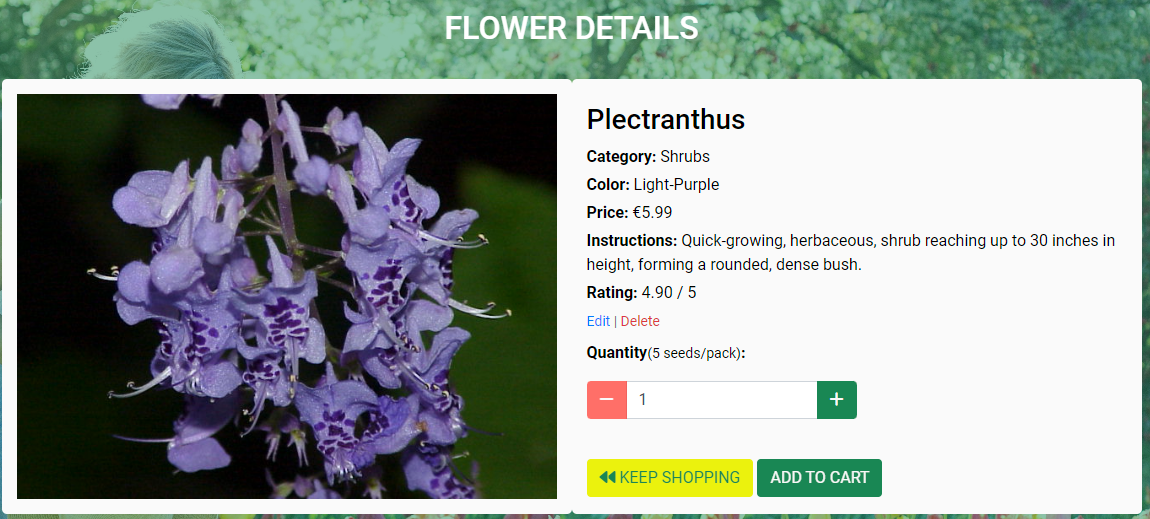 FLOWER DETAILS
Plectranthus
Category: Shrubs
Color: Light-Purple
Price: €5.99
Instructions: Quick-growing, herbaceous, shrub reaching up to 30 inches in
height, forming a rounded, dense bush.
Rating: 4.90 / 5
Edit | Delete
Quantity(5 seeds/pack):
− 1 +
KEEP SHOPPING ADD TO CART